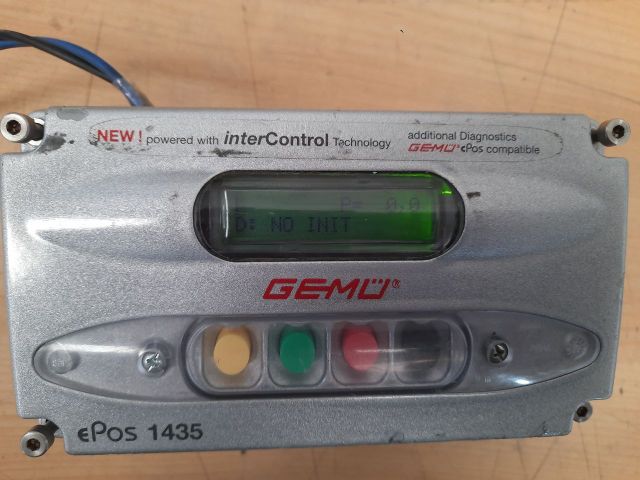 NEW! powered with interControl Technology
additional Diagnostics
GEMÜ® ePos compatible
P= 0.0
D: NO INIT
GEMÜ®
ePos 1435